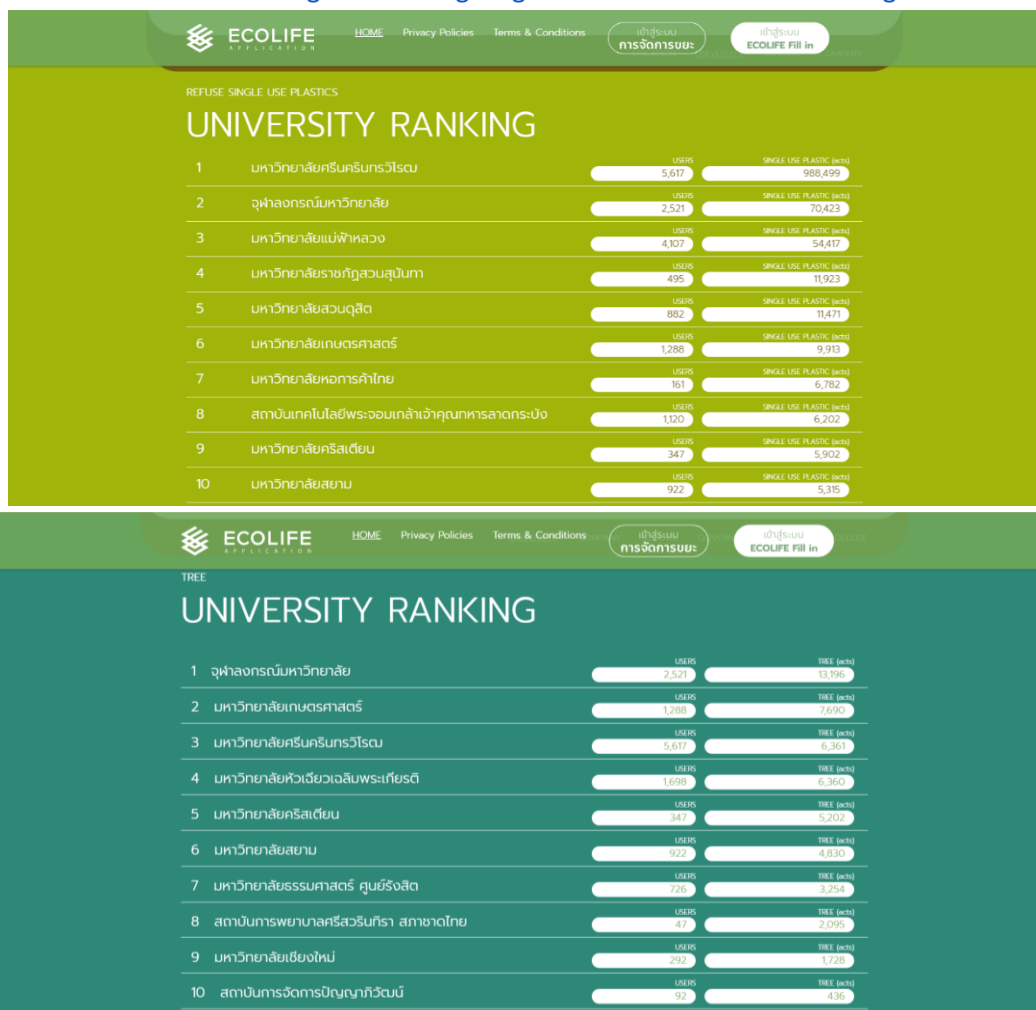 ECOLIFE
APPLICATION
HOME Privacy Policies Terms & Conditions เข้าสู่ระบบ การจัดการขยะ เข้าสู่ระบบ ECOLIFE Fill in
REFUSE SINGLE USE PLASTICS
UNIVERSITY RANKING
USERS SINGLE USE PLASTIC (acts)
1 มหาวิทยาลัยศรีนครินทรวิโรฒ 5,617 988,499
USERS SINGLE USE PLASTIC (acts)
2 จุฬาลงกรณ์มหาวิทยาลัย 2,521 70,423
USERS SINGLE USE PLASTIC (acts)
3 มหาวิทยาลัยแม่ฟ้าหลวง 4,107 54,417
USERS SINGLE USE PLASTIC (acts)
4 มหาวิทยาลัยราชภัฏสวนสุนันทา 495 11,923
USERS SINGLE USE PLASTIC (acts)
5 มหาวิทยาลัยสวนดุสิต 882 11,471
USERS SINGLE USE PLASTIC (acts)
6 มหาวิทยาลัยเกษตรศาสตร์ 1,288 9,913
USERS SINGLE USE PLASTIC (acts)
7 มหาวิทยาลัยหอการค้าไทย 161 6,782
USERS SINGLE USE PLASTIC (acts)
8 สถาบันเทคโนโลยีพระจอมเกล้าเจ้าคุณทหารลาดกระบัง 1,120 6,202
USERS SINGLE USE PLASTIC (acts)
9 มหาวิทยาลัยคริสเตียน 347 5,902
USERS SINGLE USE PLASTIC (acts)
10 มหาวิทยาลัยสยาม 922 5,315
ECOLIFE
APPLICATION
HOME Privacy Policies Terms & Conditions เข้าสู่ระบบ การจัดการขยะ เข้าสู่ระบบ ECOLIFE Fill in
TREE
UNIVERSITY RANKING
USERS TREE (acts)
1 จุฬาลงกรณ์มหาวิทยาลัย 2,521 13,196
USERS TREE (acts)
2 มหาวิทยาลัยเกษตรศาสตร์ 1,288 7,690
USERS TREE (acts)
3 มหาวิทยาลัยศรีนครินทรวิโรฒ 5,617 6,361
USERS TREE (acts)
4 มหาวิทยาลัยหัวเฉียวเฉลิมพระเกียรติ 1,698 6,360
USERS TREE (acts)
5 มหาวิทยาลัยคริสเตียน 347 5,202
USERS TREE (acts)
6 มหาวิทยาลัยสยาม 922 4,830
USERS TREE (acts)
7 มหาวิทยาลัยธรรมศาสตร์ ศูนย์รังสิต 726 3,254
USERS TREE (acts)
8 สถาบันการพยาบาลศรีสวรินทิรา สภากาชาดไทย 47 2,095
USERS TREE (acts)
9 มหาวิทยาลัยเชียงใหม่ 292 1,728
USERS TREE (acts)
10 สถาบันการจัดการปัญญาภิวัฒน์ 92 436